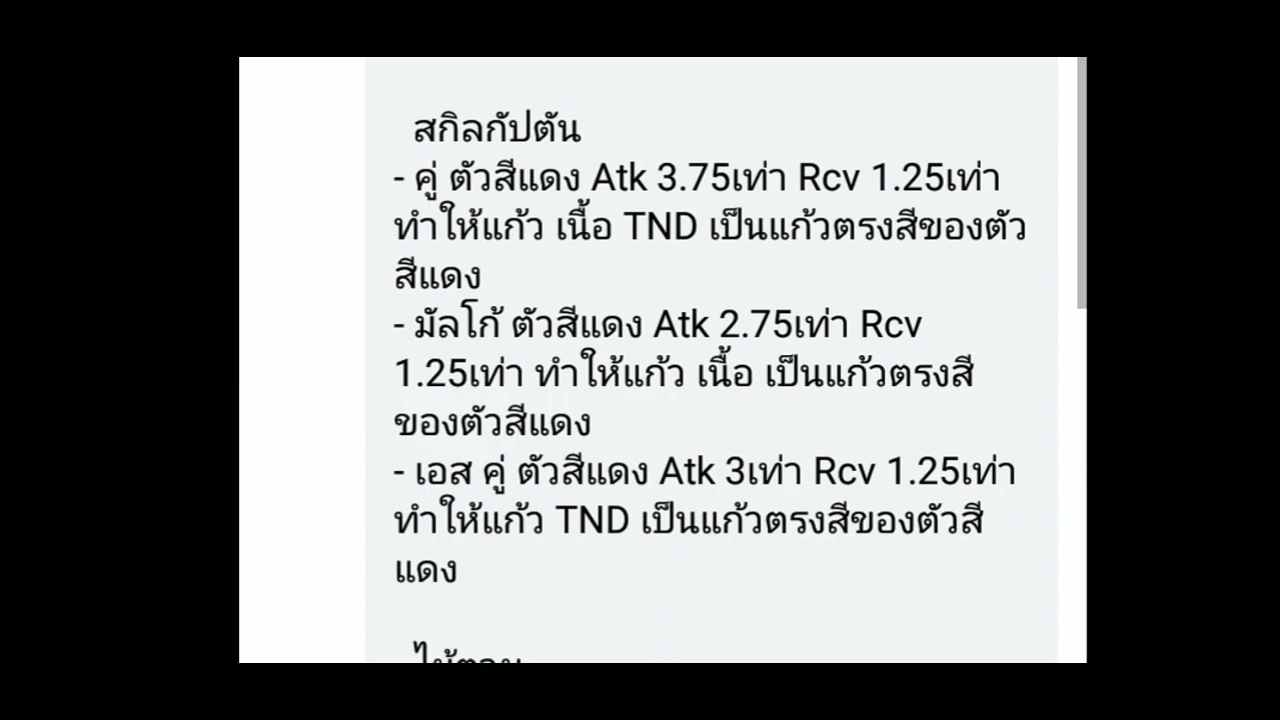 สกิลกัปตัน
- คู่ ตัวสีแดง Atk 3.75เท่า Rcv 1.25เท่า
ทำให้แก้ว เนื้อ TND เป็นแก้วตรงสีของตัว
สีแดง
- มัลโก้ ตัวสีแดง Atk 2.75เท่า Rcv
1.25เท่า ทำให้แก้ว เนื้อ เป็นแก้วตรงสี
ของตัวสีแดง
- เอส คู่ ตัวสีแดง Atk 3เท่า Rcv 1.25เท่า
ทำให้แก้ว TND เป็นแก้วตรงสีของตัวสี
แดง